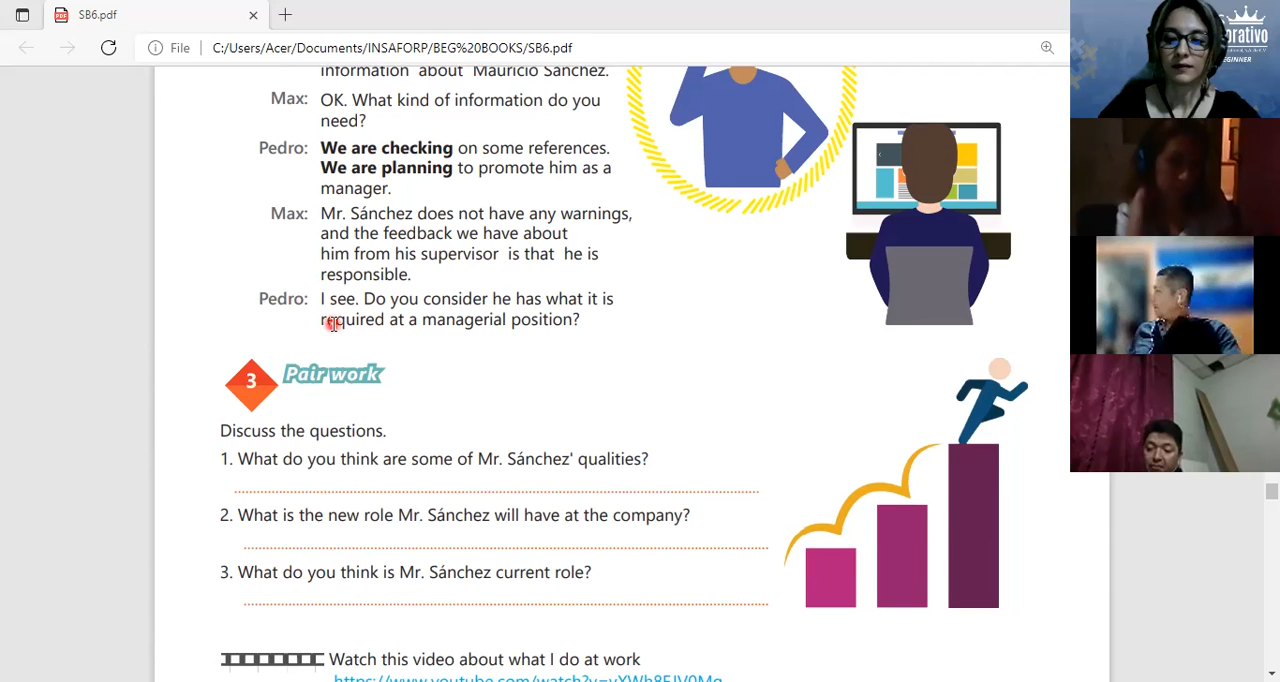 SB6.pdf
File C:/Users/Acer/Documents/INSAFORP/BEG%20BOOKS/SB6.pdf
orativo
EGINNER
information about Mauricio Sánchez.
Max: OK. What kind of information do you
need?
Pedro: We are checking on some references.
We are planning to promote him as a
manager.
Max: Mr. Sánchez does not have any warnings,
and the feedback we have about
him from his supervisor is that he is
responsible.
Pedro: I see. Do you consider he has what it is
required at a managerial position?
3 Pair work
Discuss the questions.
1. What do you think are some of Mr. Sánchez' qualities?
2. What is the new role Mr. Sánchez will have at the company?
3. What do you think is Mr. Sánchez current role?
Watch this video about what I do at work